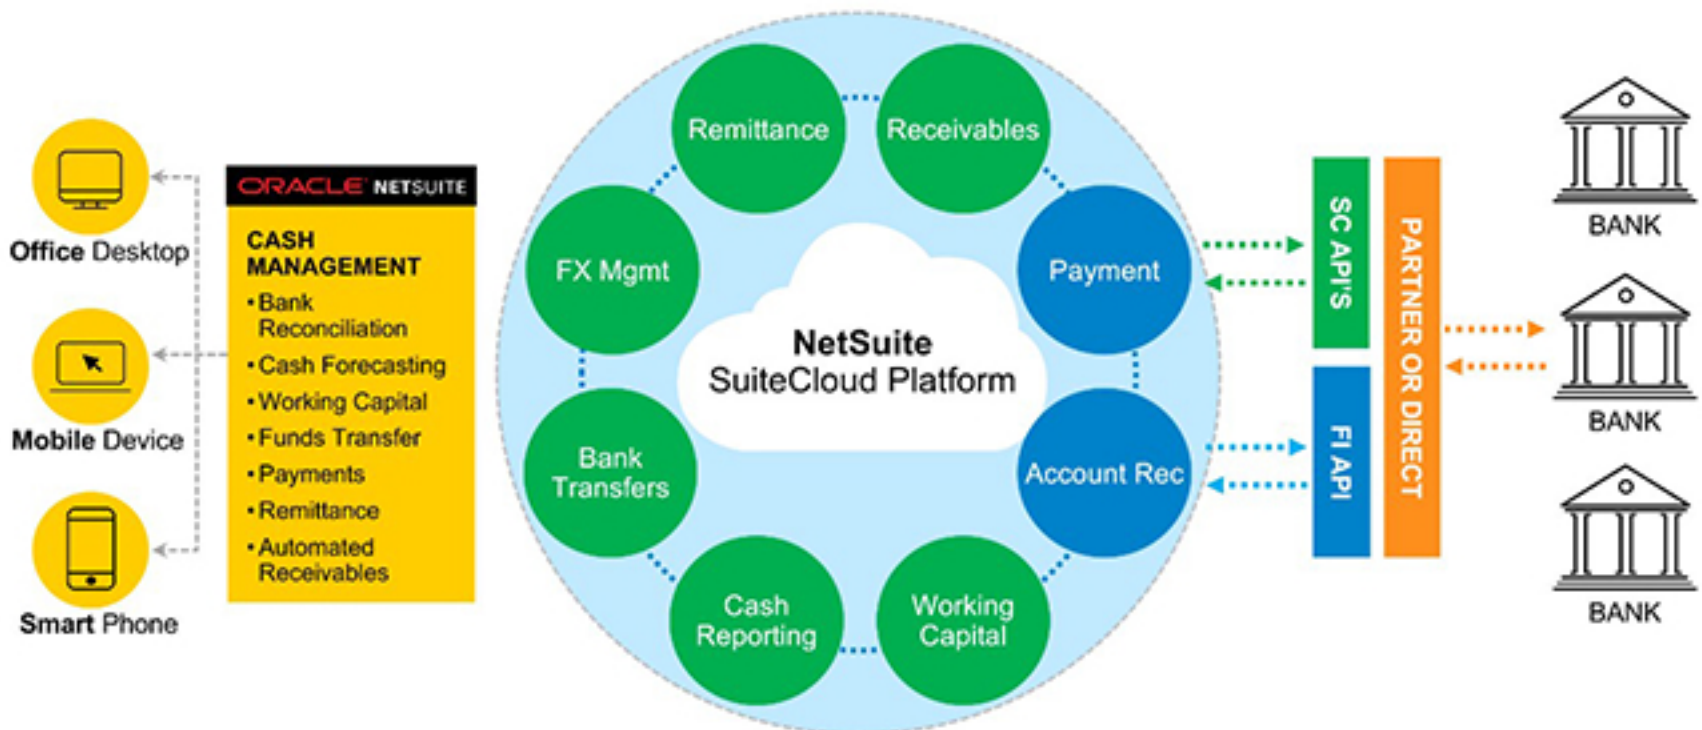 Office Desktop
Mobile Device
Smart Phone
ORACLE NETSUITE
CASH
MANAGEMENT
• Bank
Reconciliation
• Cash Forecasting
• Working Capital
• Funds Transfer
• Payments
• Remittance
• Automated
Receivables
Remittance
Receivables
FX Mgmt
Payment
NetSuite
SuiteCloud Platform
Bank
Transfers
Account Rec
Cash
Reporting
Working
Capital
SC API'S
FI API
PARTNER OR DIRECT
BANK
BANK
BANK